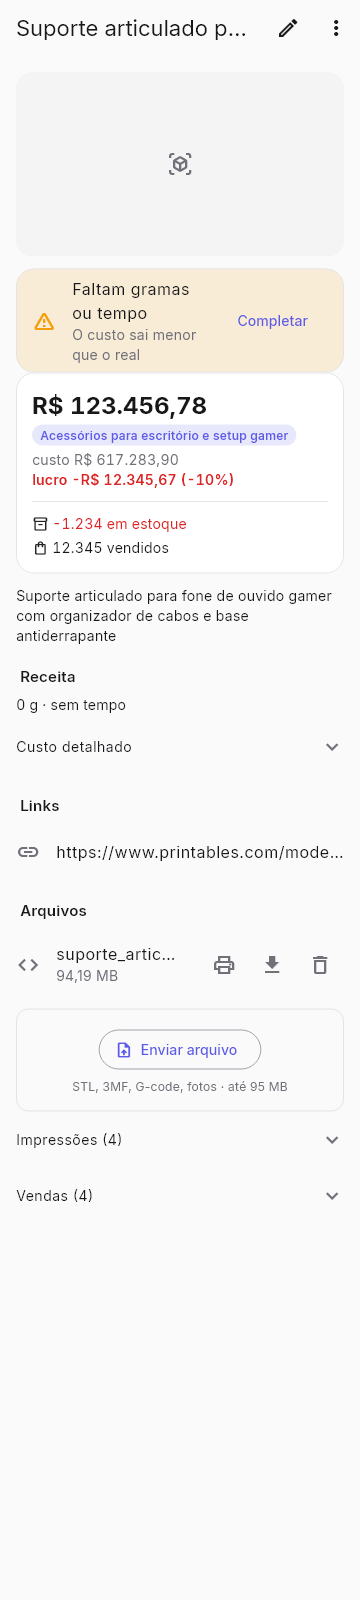 Suporte articulado p...
Faltam gramas
ou tempo
O custo sai menor
que o real
Completar
R$ 123.456,78
Acessórios para escritório e setup gamer
custo R$ 617.283,90
lucro -R$ 12.345,67 (-10%)
-1.234 em estoque
12.345 vendidos
Suporte articulado para fone de ouvido gamer
com organizador de cabos e base
antiderrapante
Receita
0 g · sem tempo
Custo detalhado
Links
https://www.printables.com/mode...
Arquivos
suporte_artic...
94,19 MB
Enviar arquivo
STL, 3MF, G-code, fotos · até 95 MB
Impressões (4)
Vendas (4)